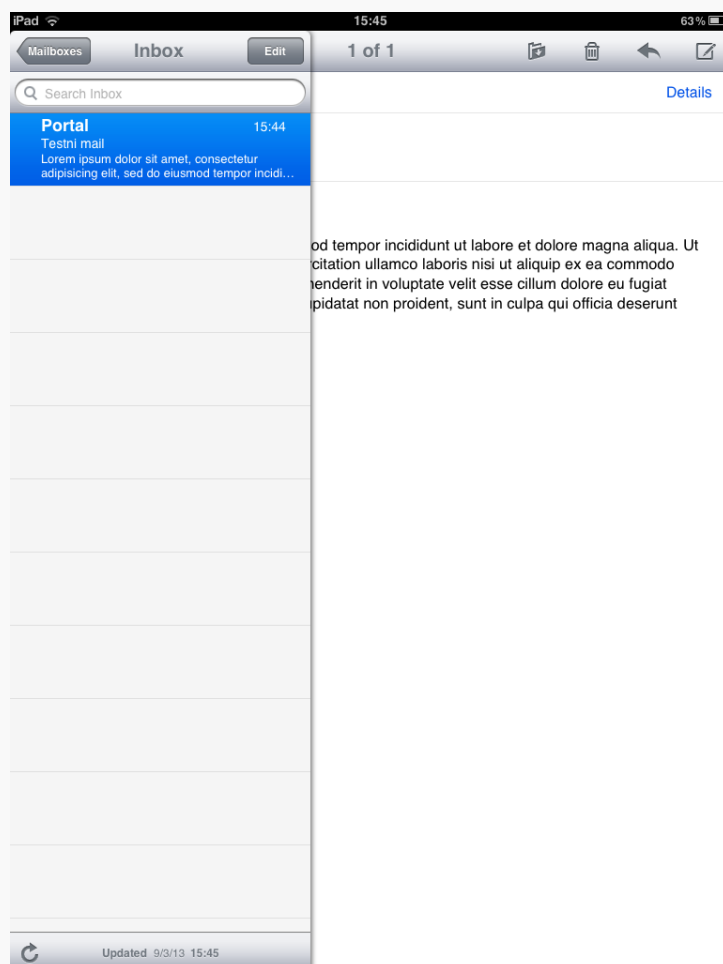 iPad 15:45 63%
Mailboxes Inbox Edit 1 of 1
Search Inbox Details
Portal 15:44
Testni mail
Lorem ipsum dolor sit amet, consectetur
adipisicing elit, sed do eiusmod tempor incidi...
od tempor incididunt ut labore et dolore magna aliqua. Ut
citation ullamco laboris nisi ut aliquip ex ea commodo
henderit in voluptate velit esse cillum dolore eu fugiat
pidatat non proident, sunt in culpa qui officia deserunt
Updated 9/3/13 15:45